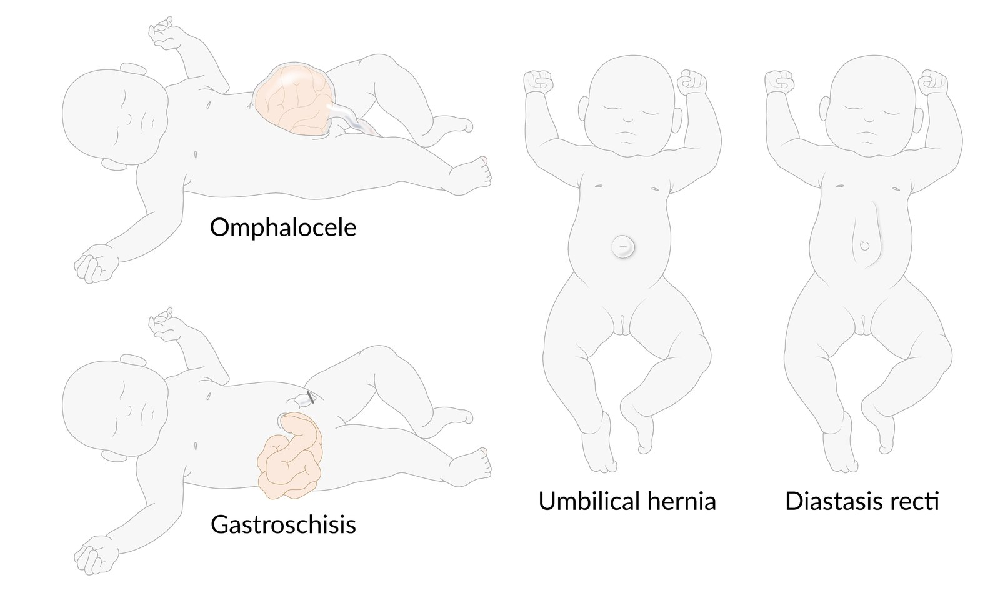 Omphalocele
Gastroschisis
Umbilical hernia
Diastasis recti